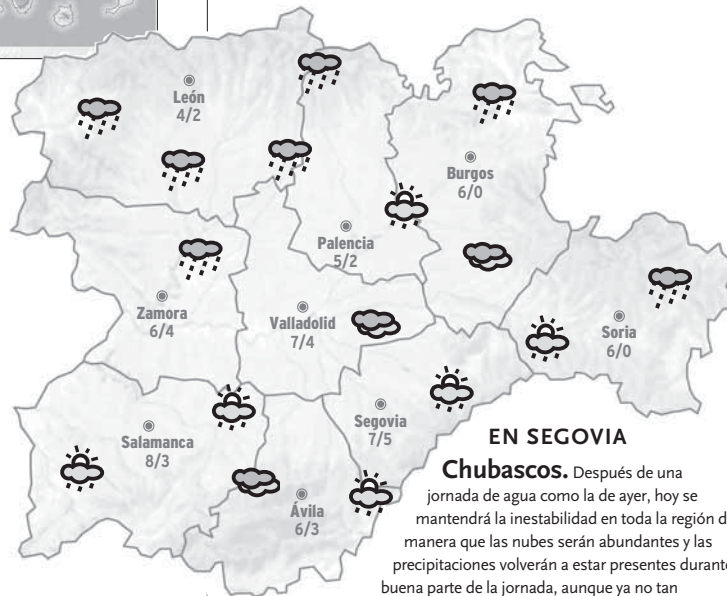 León
4/2
Burgos
6/0
Palencia
5/2
Zamora
6/4
Valladolid
7/4
Soria
6/0
Salamanca
8/3
Segovia
7/5
Ávila
6/3
EN SEGOVIA
Chubascos. Después de una
jornada de agua como la de ayer, hoy se
mantendrá la inestabilidad en toda la región d
manera que las nubes serán abundantes y las
precipitaciones volverán a estar presentes durant
buena parte de la jornada, aunque ya no tan